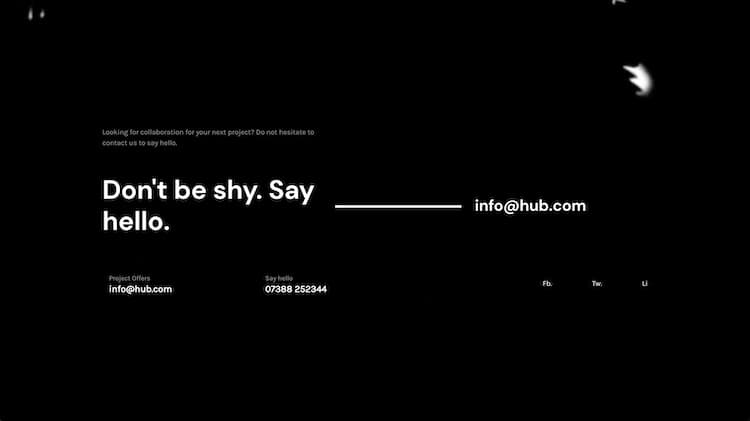 Looking for collaboration for your next project? Do not hesitate to
contact us to say hello.
Don't be shy. Say
hello.
info@hub.com
Project Offers
info@hub.com
Say hello
07388 252344
Fb.
Tw.
Li